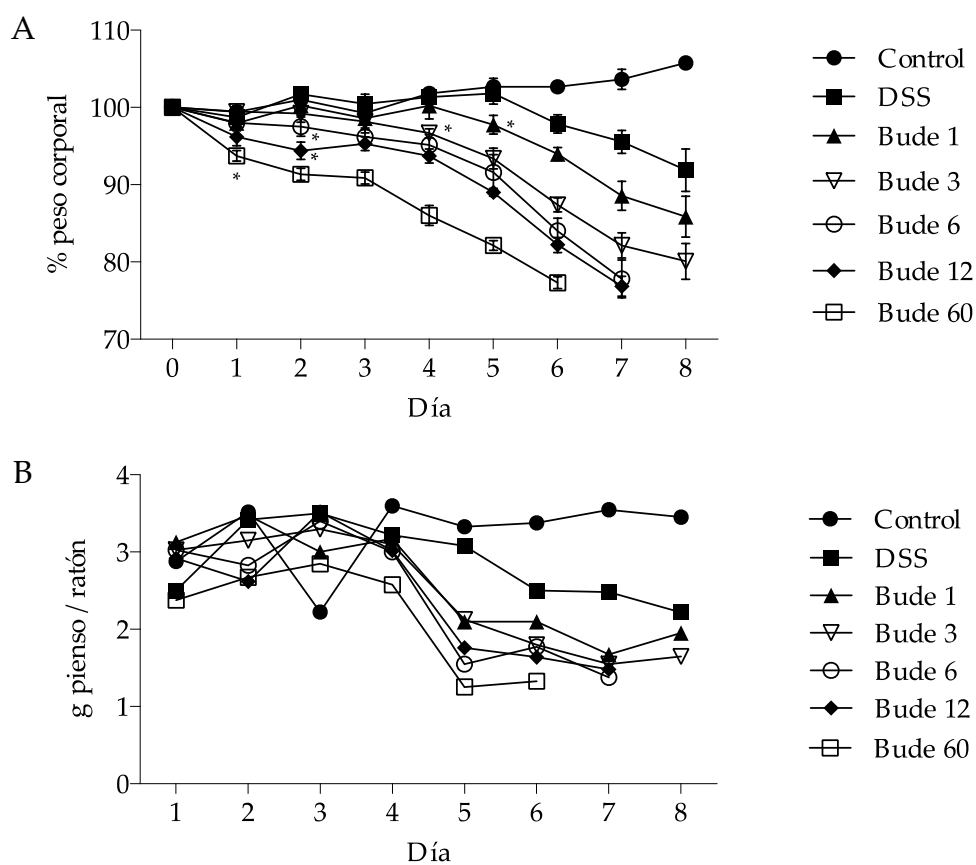 A
110
100
90
80
70
% peso corporal
*
*
*
*
*
0 1 2 3 4 5 6 7 8
Día
Control
DSS
Bude 1
Bude 3
Bude 6
Bude 12
Bude 60
B
4
3
2
1
0
g pienso / ratón
1 2 3 4 5 6 7 8
Día
Control
DSS
Bude 1
Bude 3
Bude 6
Bude 12
Bude 60